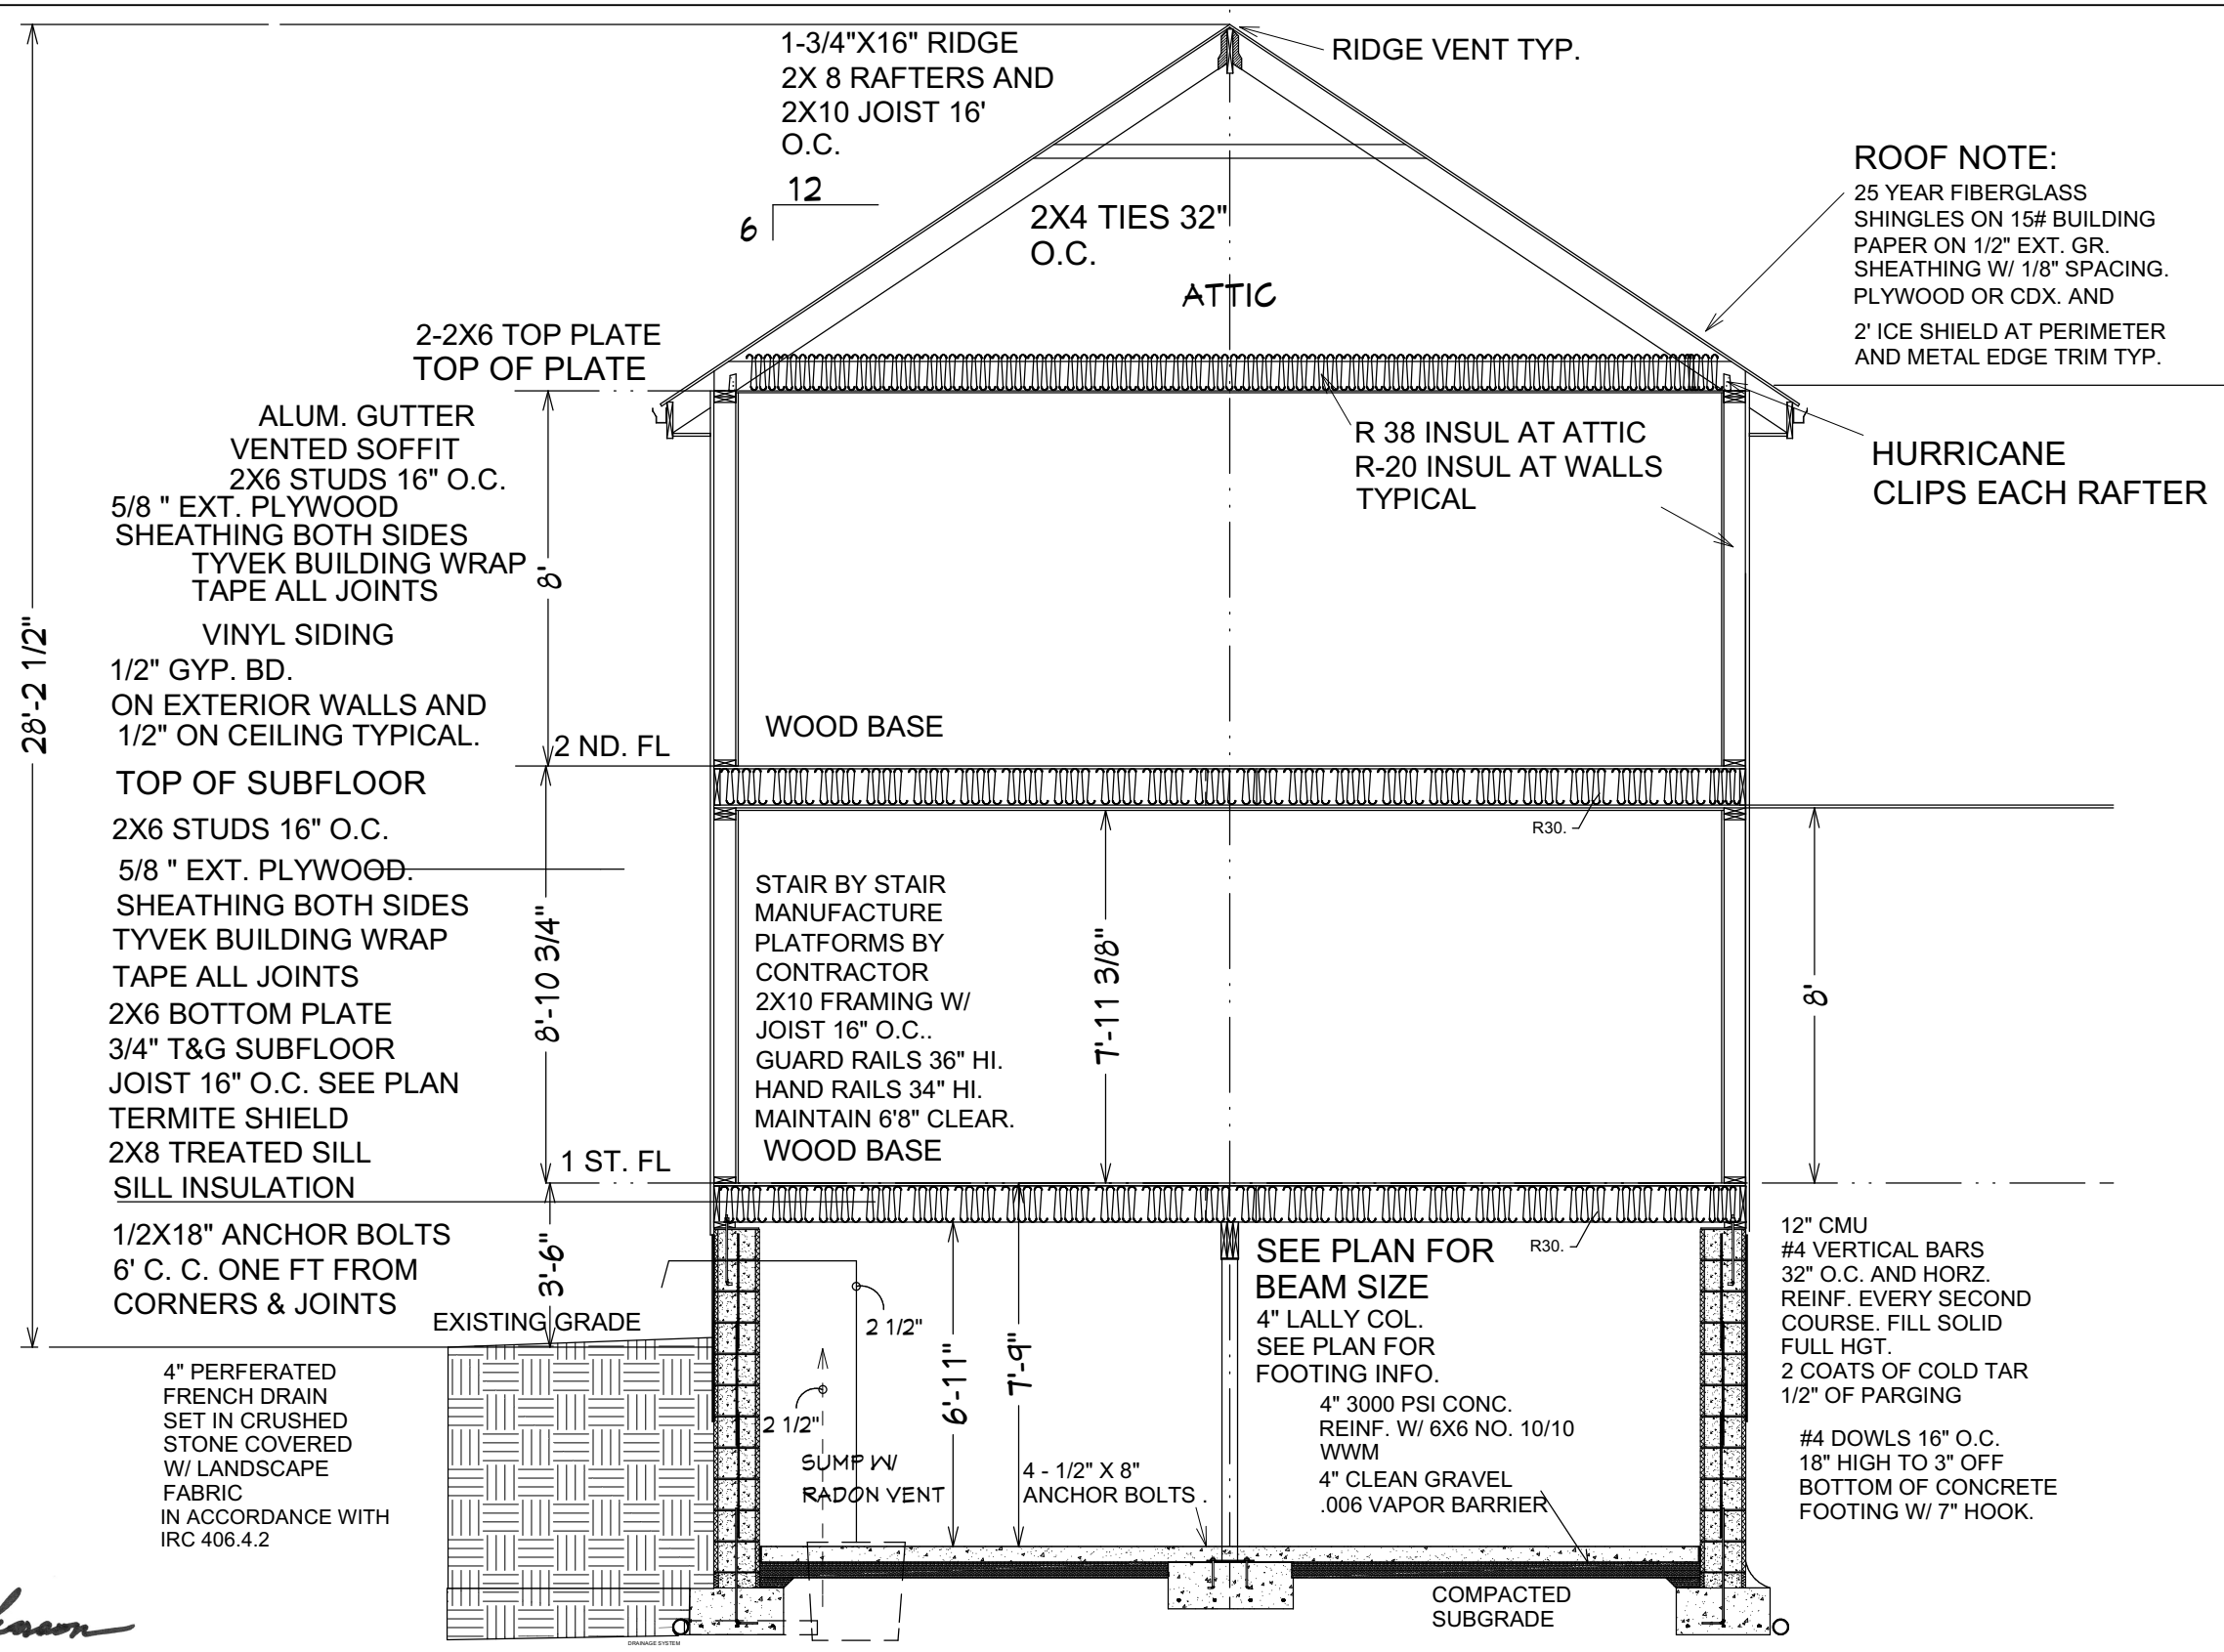 1-3/4"X16" RIDGE
2X 8 RAFTERS AND
2X10 JOIST 16'
O.C.
12
6
RIDGE VENT TYP.
2X4 TIES 32"
O.C.
ATTIC
ROOF NOTE:
25 YEAR FIBERGLASS
SHINGLES ON 15# BUILDING
PAPER ON 1/2" EXT. GR.
SHEATHING W/ 1/8" SPACING.
PLYWOOD OR CDX. AND
2' ICE SHIELD AT PERIMETER
AND METAL EDGE TRIM TYP.
2-2X6 TOP PLATE
TOP OF PLATE
ALUM. GUTTER
VENTED SOFFIT
2X6 STUDS 16" O.C.
5/8 " EXT. PLYWOOD
SHEATHING BOTH SIDES
TYVEK BUILDING WRAP
TAPE ALL JOINTS
VINYL SIDING
1/2" GYP. BD.
ON EXTERIOR WALLS AND
1/2" ON CEILING TYPICAL.
8'
28'-2 1/2"
R 38 INSUL AT ATTIC
R-20 INSUL AT WALLS
TYPICAL
HURRICANE
CLIPS EACH RAFTER
WOOD BASE
2 ND. FL
TOP OF SUBFLOOR
2X6 STUDS 16" O.C.
5/8 " EXT. PLYWOOD.
SHEATHING BOTH SIDES
TYVEK BUILDING WRAP
TAPE ALL JOINTS
2X6 BOTTOM PLATE
3/4" T&G SUBFLOOR
JOIST 16" O.C. SEE PLAN
TERMITE SHIELD
2X8 TREATED SILL
SILL INSULATION
1/2X18" ANCHOR BOLTS
6' C. C. ONE FT FROM
CORNERS & JOINTS
8'-10 3/4"
R30.
STAIR BY STAIR
MANUFACTURE
PLATFORMS BY
CONTRACTOR
2X10 FRAMING W/
JOIST 16" O.C..
GUARD RAILS 36" HI.
HAND RAILS 34" HI.
MAINTAIN 6'8" CLEAR.
WOOD BASE
7'-11 3/8"
8'
1 ST. FL
3'-6"
EXISTING GRADE
4" PERFERATED
FRENCH DRAIN
SET IN CRUSHED
STONE COVERED
W/ LANDSCAPE
FABRIC
IN ACCORDANCE WITH
IRC 406.4.2
2 1/2"
2 1/2"
SUMP W/
RADON VENT
6'-11"
7'-9"
4 - 1/2" X 8"
ANCHOR BOLTS .
SEE PLAN FOR
BEAM SIZE
R30.
4" LALLY COL.
SEE PLAN FOR
FOOTING INFO.
4" 3000 PSI CONC.
REINF. W/ 6X6 NO. 10/10
WWM
4" CLEAN GRAVEL
.006 VAPOR BARRIER
COMPACTED
SUBGRADE
12" CMU
#4 VERTICAL BARS
32" O.C. AND HORZ.
REINF. EVERY SECOND
COURSE. FILL SOLID
FULL HGT.
2 COATS OF COLD TAR
1/2" OF PARGING
#4 DOWLS 16" O.C.
18" HIGH TO 3" OFF
BOTTOM OF CONCRETE
FOOTING W/ 7" HOOK.
DRAINAGE SYSTEM